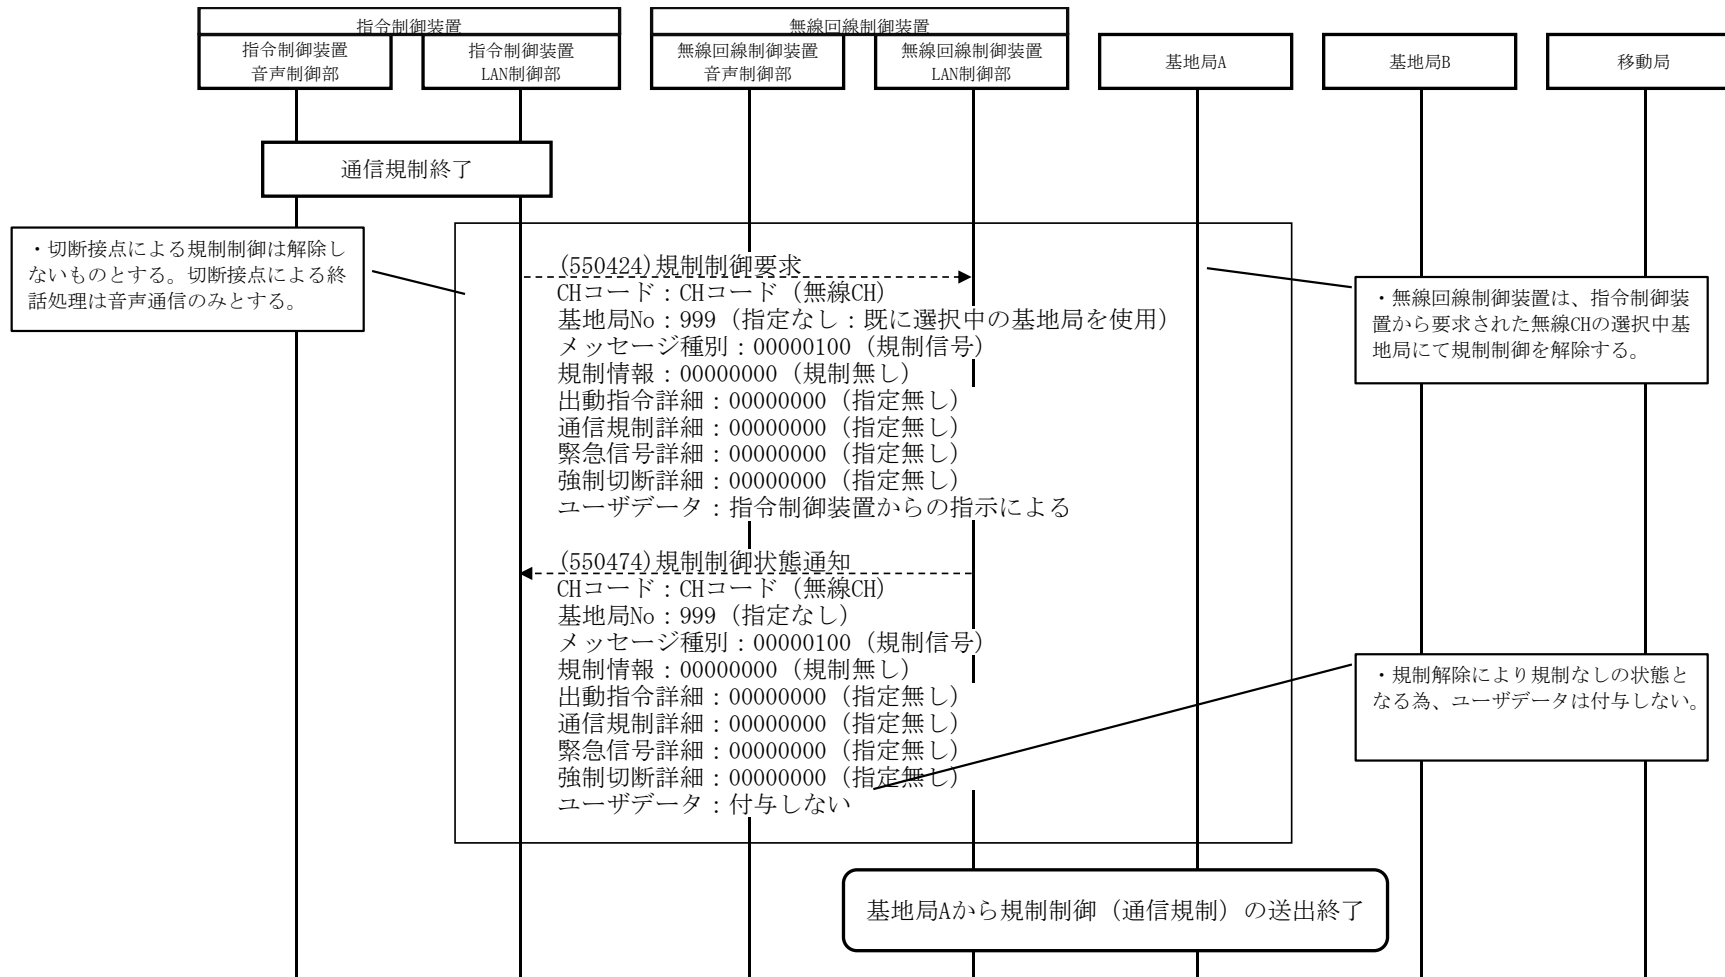 指令制御装置
無線回線制御装置
指令制御装置
音声制御部
指令制御装置
LAN制御部
無線回線制御装置
音声制御部
無線回線制御装置
LAN制御部
基地局A
基地局B
移動局
通信規制終了
・切断接点による規制制御は解除し
ないものとする。切断接点による終
話処理は音声通信のみとする。
(550424)規制制御要求
CHコード：CHコード（無線CH）
基地局No：999（指定なし：既に選択中の基地局を使用）
メッセージ種別：00000100（規制信号）
規制情報：00000000（規制無し）
出動指令詳細：00000000（指定無し）
通信規制詳細：00000000（指定無し）
緊急信号詳細：00000000（指定無し）
強制切断詳細：00000000（指定無し）
ユーザデータ：指令制御装置からの指示による
・無線回線制御装置は、指令制御装
置から要求された無線CHの選択中基
地局にて規制制御を解除する。
(550474)規制制御状態通知
CHコード：CHコード（無線CH）
基地局No：999（指定なし）
メッセージ種別：00000100（規制信号）
規制情報：00000000（規制無し）
出動指令詳細：00000000（指定無し）
通信規制詳細：00000000（指定無し）
緊急信号詳細：00000000（指定無し）
強制切断詳細：00000000（指定無し）
ユーザデータ：付与しない
・規制解除により規制なしの状態と
なる為、ユーザデータは付与しない。
基地局Aから規制制御（通信規制）の送出終了